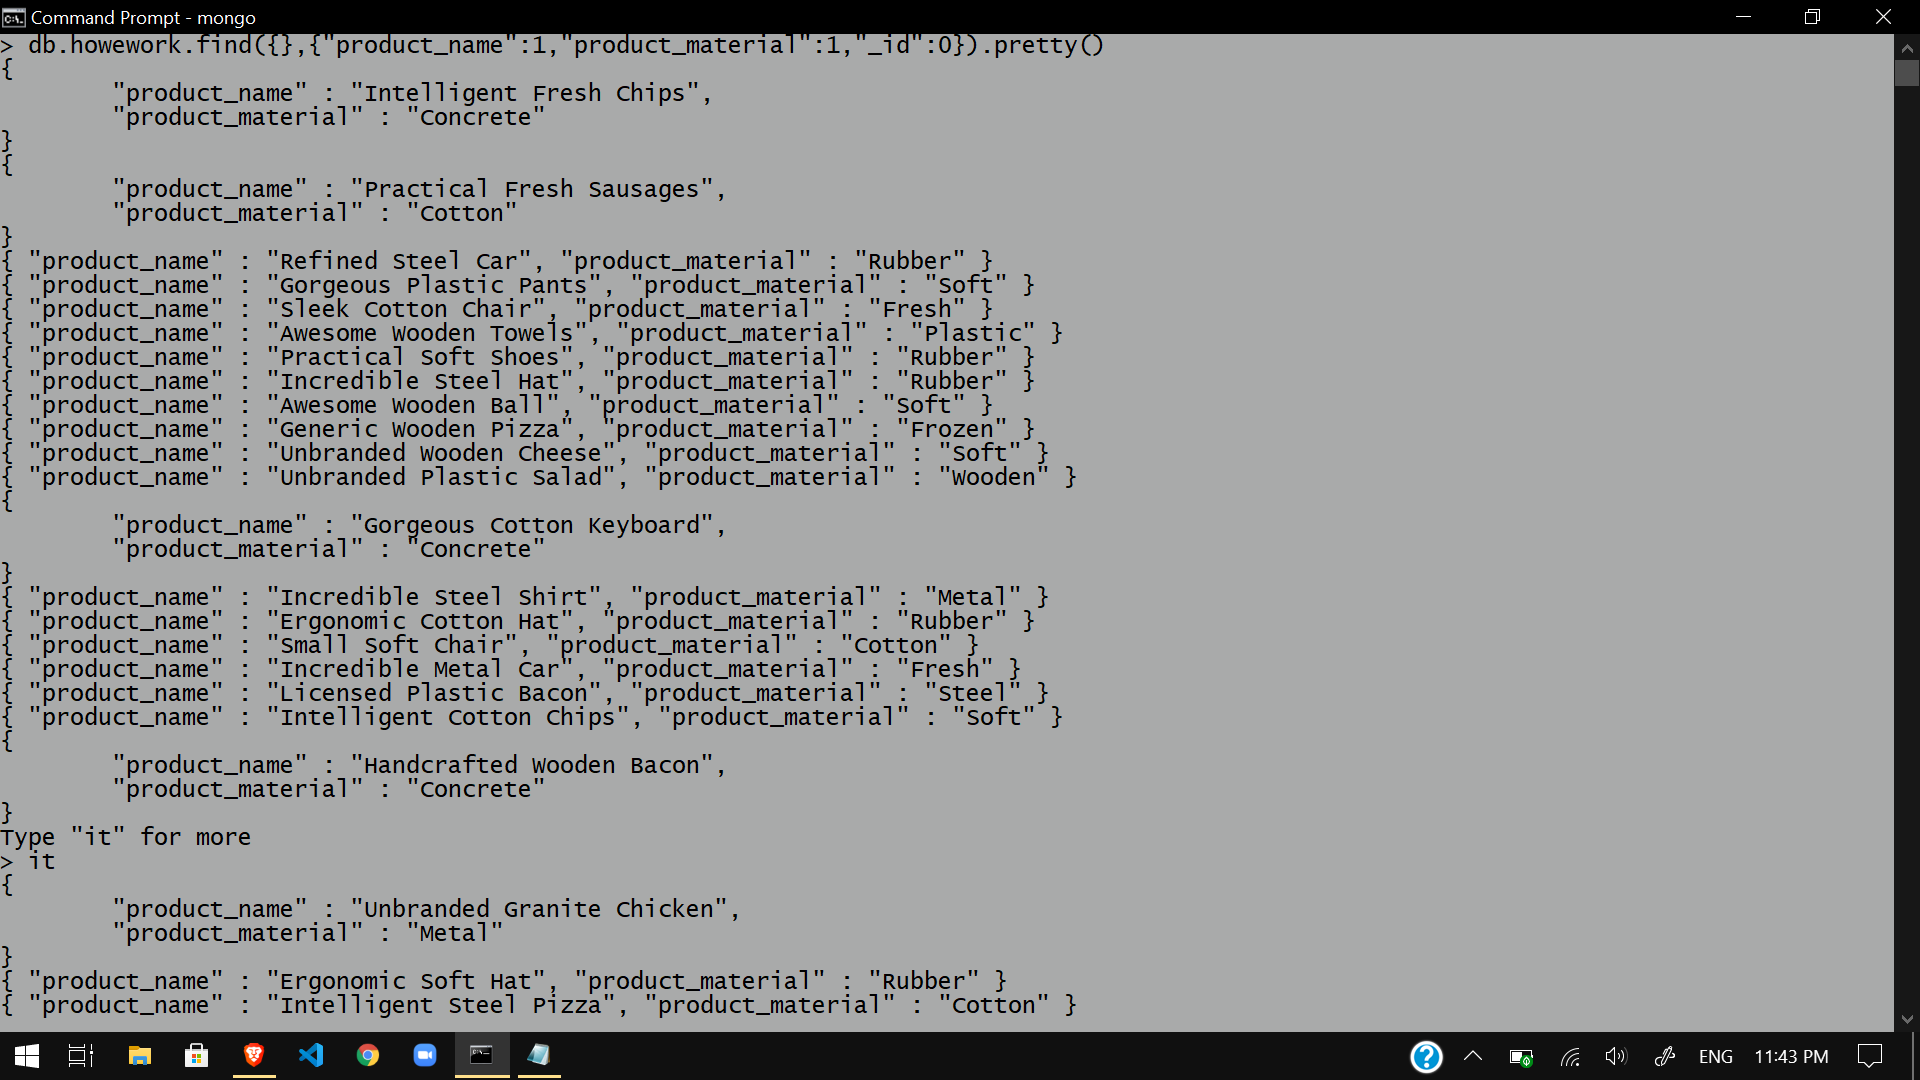 Command Prompt - mongo
> db.howework.find({},{"product_name":1,"product_material":1,"_id":0}).pretty()
{
        "product_name" : "Intelligent Fresh Chips",
        "product_material" : "Concrete"
}
{
        "product_name" : "Practical Fresh Sausages",
        "product_material" : "Cotton"
}
{ "product_name" : "Refined Steel Car", "product_material" : "Rubber" }
{ "product_name" : "Gorgeous Plastic Pants", "product_material" : "Soft" }
{ "product_name" : "Sleek Cotton Chair", "product_material" : "Fresh" }
{ "product_name" : "Awesome Wooden Towels", "product_material" : "Plastic" }
{ "product_name" : "Practical Soft Shoes", "product_material" : "Rubber" }
{ "product_name" : "Incredible Steel Hat", "product_material" : "Rubber" }
{ "product_name" : "Awesome Wooden Ball", "product_material" : "Soft" }
{ "product_name" : "Generic Wooden Pizza", "product_material" : "Frozen" }
{ "product_name" : "Unbranded Wooden Cheese", "product_material" : "Soft" }
{ "product_name" : "Unbranded Plastic Salad", "product_material" : "Wooden" }
{
        "product_name" : "Gorgeous Cotton Keyboard",
        "product_material" : "Concrete"
}
{ "product_name" : "Incredible Steel Shirt", "product_material" : "Metal" }
{ "product_name" : "Ergonomic Cotton Hat", "product_material" : "Rubber" }
{ "product_name" : "Small Soft Chair", "product_material" : "Cotton" }
{ "product_name" : "Incredible Metal Car", "product_material" : "Fresh" }
{ "product_name" : "Licensed Plastic Bacon", "product_material" : "Steel" }
{ "product_name" : "Intelligent Cotton Chips", "product_material" : "Soft" }
{
        "product_name" : "Handcrafted Wooden Bacon",
        "product_material" : "Concrete"
}
Type "it" for more
> it
{
        "product_name" : "Unbranded Granite Chicken",
        "product_material" : "Metal"
}
{ "product_name" : "Ergonomic Soft Hat", "product_material" : "Rubber" }
{ "product_name" : "Intelligent Steel Pizza", "product_material" : "Cotton" }
ENG 11:43 PM